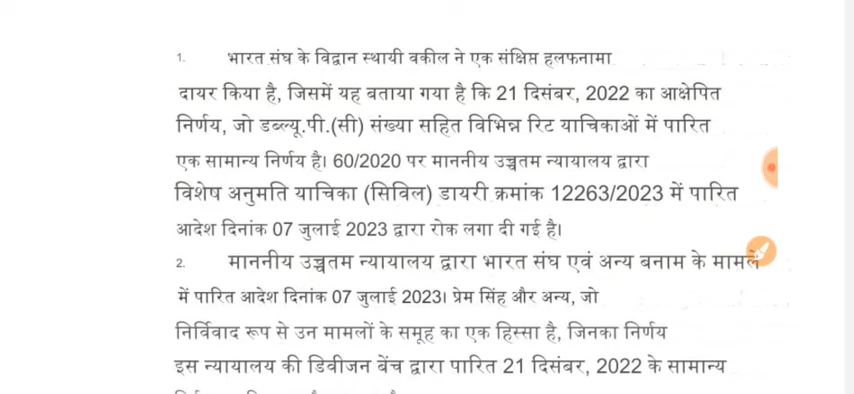 1. भारत संघ के विद्वान स्थायी वकील ने एक संक्षिप्त हलफनामा
दायर किया है, जिसमें यह बताया गया है कि 21 दिसंबर, 2022 का आक्षेपित
निर्णय, जो डब्ल्यू.पी.(सी) संख्या सहित विभिन्न रिट याचिकाओं में पारित
एक सामान्य निर्णय है। 60/2020 पर माननीय उच्चतम न्यायालय द्वारा
विशेष अनुमति याचिका (सिविल) डायरी क्रमांक 12263/2023 में पारित
आदेश दिनांक 07 जुलाई 2023 द्वारा रोक लगा दी गई है।
2. माननीय उच्चतम न्यायालय द्वारा भारत संघ एवं अन्य बनाम के मामले
में पारित आदेश दिनांक 07 जुलाई 2023। प्रेम सिंह और अन्य, जो
निर्विवाद रूप से उन मामलों के समूह का एक हिस्सा है, जिनका निर्णय
इस न्यायालय की डिवीजन बेंच द्वारा पारित 21 दिसंबर, 2022 के सामान्य